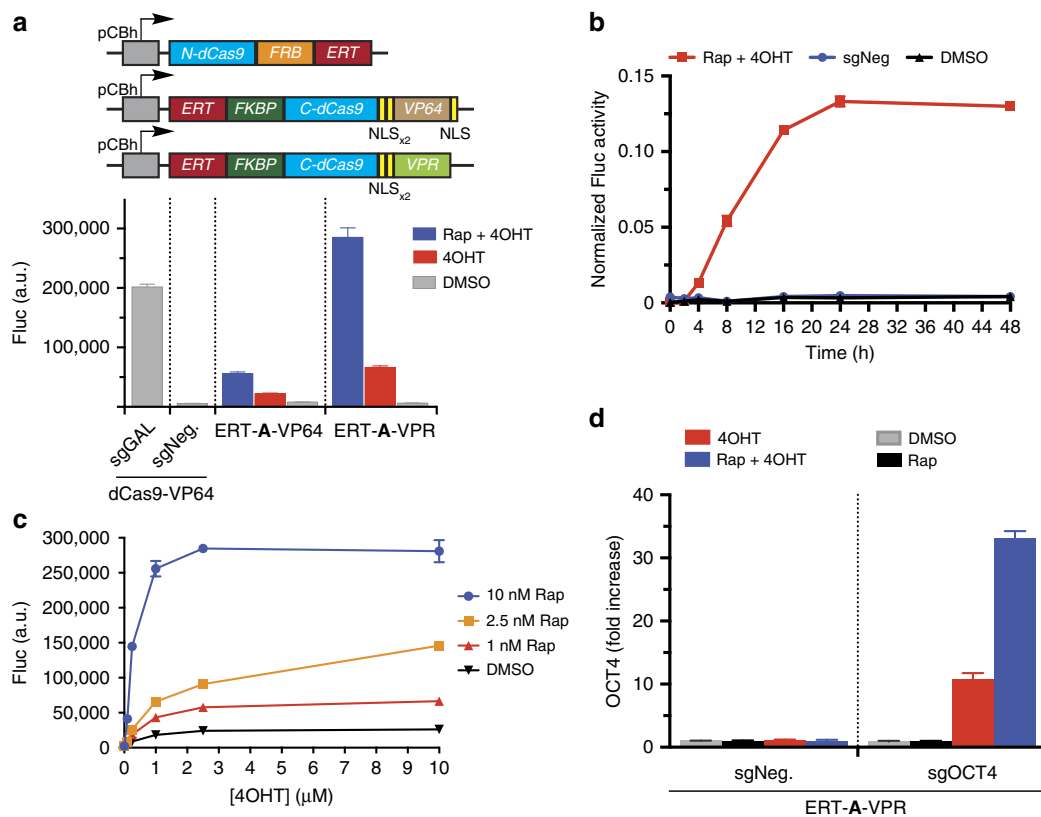 a
pCBh
N-dCas9 FRB ERT
pCBh
ERT FKBP C-dCas9 VP64
NLSx2 NLS
pCBh
ERT FKBP C-dCas9 VPR
NLSx2
300,000
200,000
100,000
Fluc (a.u.)
Rap + 4OHT
4OHT
DMSO
sgGAL
sgNeg.
ERT-A-VP64
ERT-A-VPR
dCas9-VP64
b
Rap + 4OHT sgNeg DMSO
0.15
0.10
0.05
0
Normalized Fluc activity
0 4 8 12 16 20 24 28 32 36 40 44 48
Time (h)
c
300,000
250,000
200,000
150,000
100,000
50,000
0
Fluc (a.u.)
10 nM Rap
2.5 nM Rap
1 nM Rap
DMSO
0 1 2 3 4 5 6 7 8 9 10
[4OHT] (μM)
d
4OHT DMSO
Rap + 4OHT Rap
40
30
20
10
0
OCT4 (fold increase)
sgNeg. sgOCT4
ERT-A-VPR